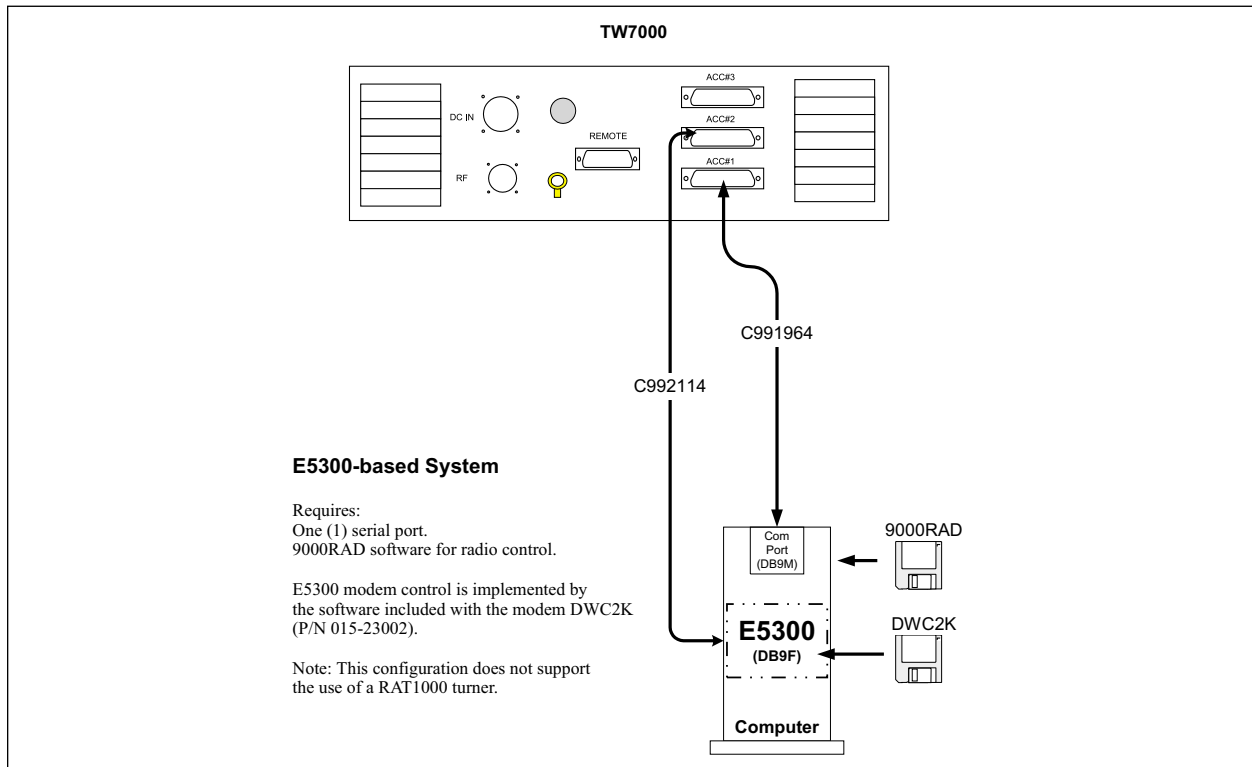 TW7000
ACC#3
DC IN
ACC#2
REMOTE
ACC#1
RF
C991964
C992114
E5300-based System
Requires:
One (1) serial port.
9000RAD software for radio control.
E5300 modem control is implemented by
the software included with the modem DWC2K
(P/N 015-23002).
Note: This configuration does not support
the use of a RAT1000 turner.
Com
Port
(DB9M)
9000RAD
E5300
(DB9F)
DWC2K
Computer